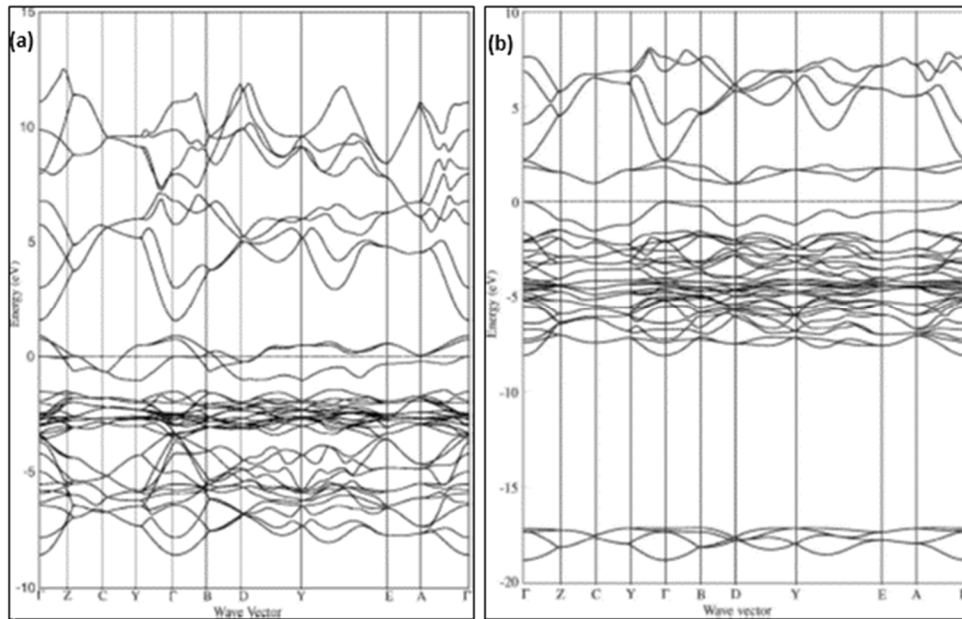 (a)
15
10
5
0
-5
-10
Energy (eV)
Γ Z C Y Γ B D Y E A Γ
Wave Vector
(b)
10
5
0
-5
-10
-15
-20
Energy (eV)
Γ Z C Y Γ B D Y E A Γ
Wave vector